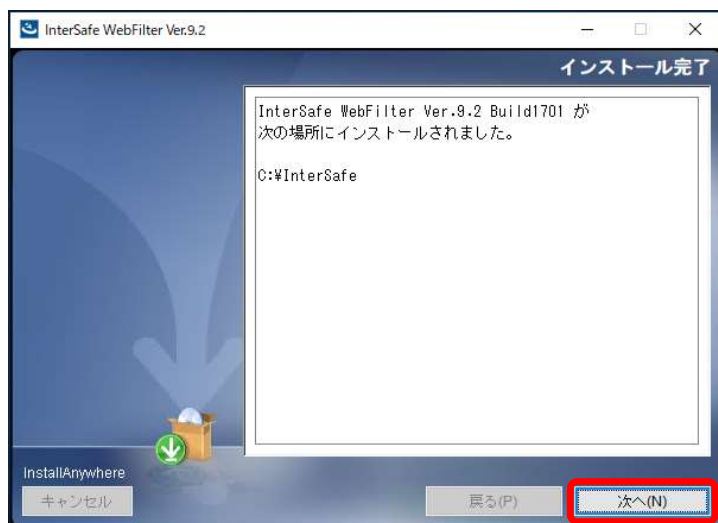 InterSafe WebFilter Ver.9.2
インストール完了
InterSafe WebFilter Ver.9.2 Build1701 が
次の場所にインストールされました。
C:¥InterSafe
InstallAnywhere
キャンセル
戻る(P)
次へ(N)